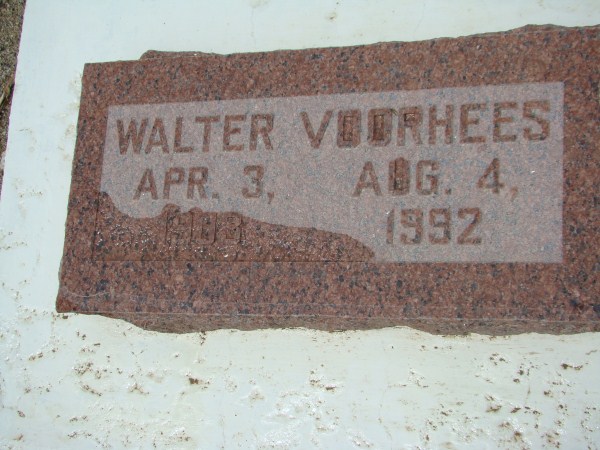 WALTER VOORHEES
APR. 3, AUG. 4,
1992